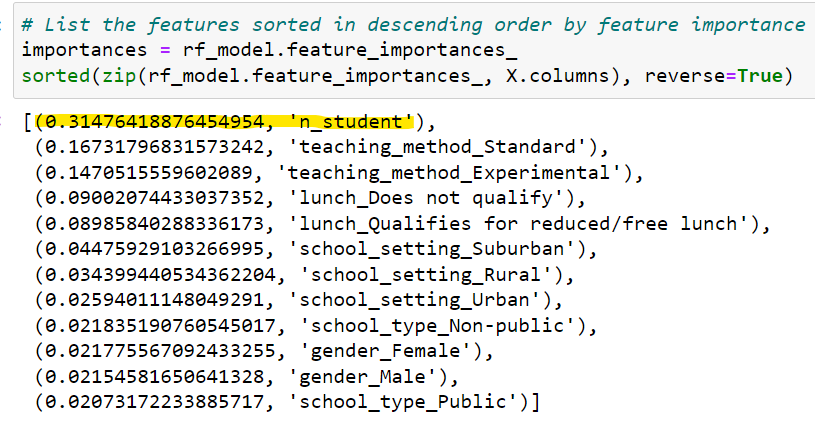 # List the features sorted in descending order by feature importance
importances = rf_model.feature_importances_
sorted(zip(rf_model.feature_importances_, X.columns), reverse=True)
[(0.31476418876454954, 'n_student'),
(0.16731796831573242, 'teaching_method_Standard'),
(0.1470515559602089, 'teaching_method_Experimental'),
(0.09002074433037352, 'lunch_Does not qualify'),
(0.08985840288336173, 'lunch_Qualifies for reduced/free lunch'),
(0.04475929103266995, 'school_setting_Suburban'),
(0.034399440534362204, 'school_setting_Rural'),
(0.02594011148049291, 'school_setting_Urban'),
(0.021835190760545017, 'school_type_Non-public'),
(0.021775567092433255, 'gender_Female'),
(0.02154581650641328, 'gender_Male'),
(0.02073172233885717, 'school_type_Public')]